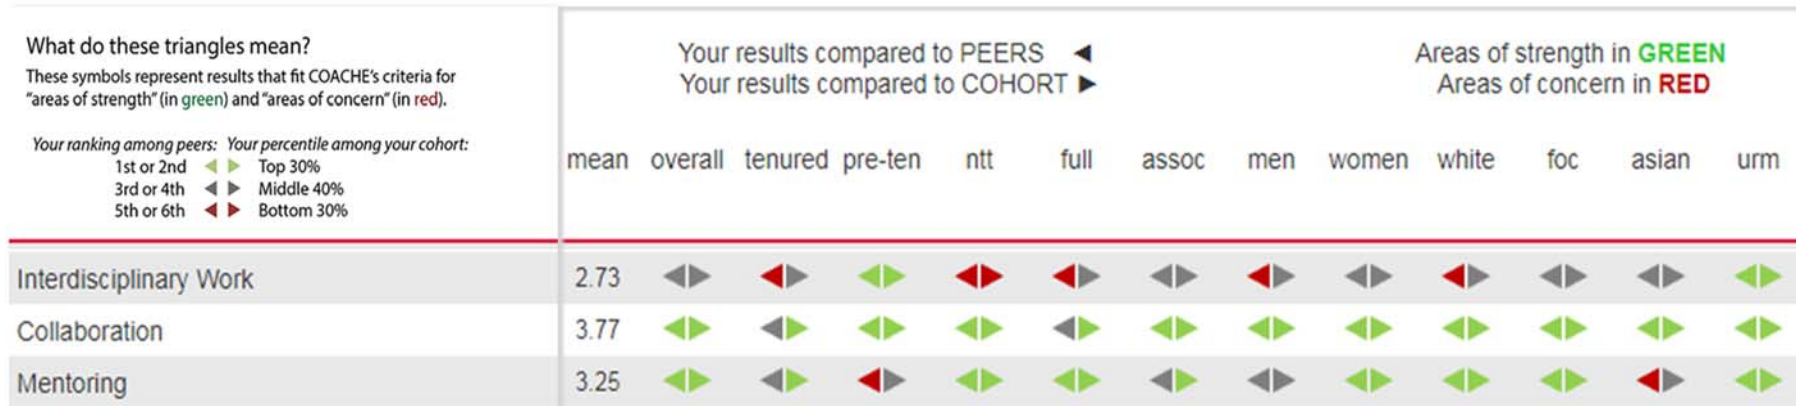 What do these triangles mean?
These symbols represent results that fit COACHE's criteria for
"areas of strength" (in green) and "areas of concern" (in red).
Your ranking among peers: Your percentile among your cohort:
1st or 2nd Top 30%
3rd or 4th Middle 40%
5th or 6th Bottom 30%
Your results compared to PEERS
Your results compared to COHORT
Areas of strength in GREEN
Areas of concern in RED
mean overall tenured pre-ten ntt full assoc men women white foc asian urm
Interdisciplinary Work 2.73
Collaboration 3.77
Mentoring 3.25